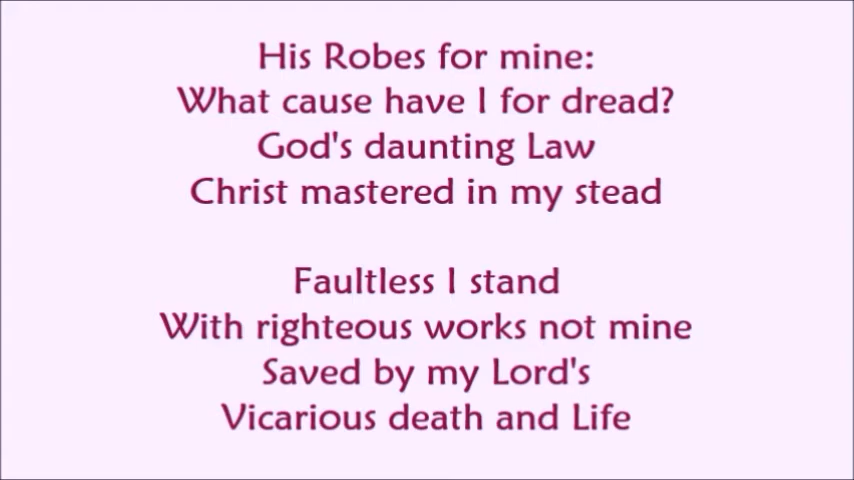 His Robes for mine:
What cause have I for dread?
God's daunting Law
Christ mastered in my stead
Faultless I stand
With righteous works not mine
Saved by my Lord's
Vicarious death and Life